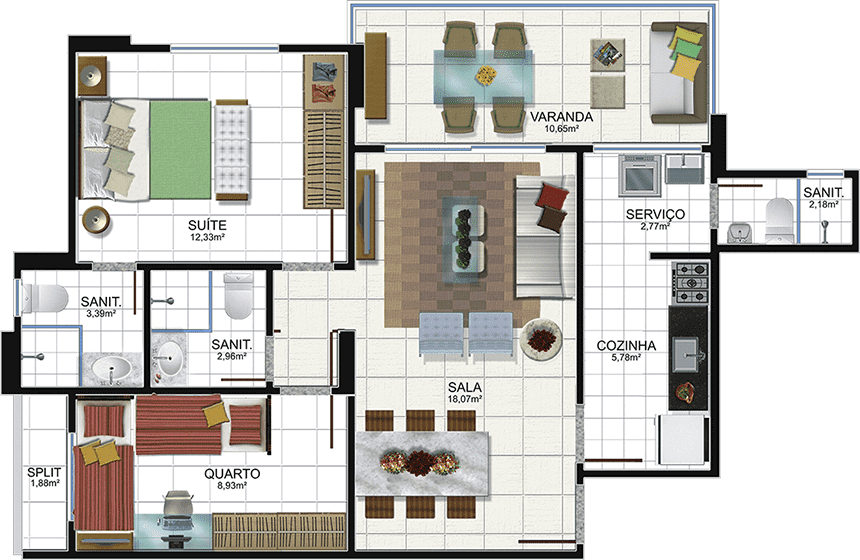 VARANDA
10,65m²
SUÍTE
12,33m²
SERVIÇO
2,77m²
SANIT.
2,18m²
SANIT.
3,39m²
SANIT.
2,96m²
COZINHA
5,78m²
SALA
18,07m²
SPLIT
1,88m²
QUARTO
8,93m²